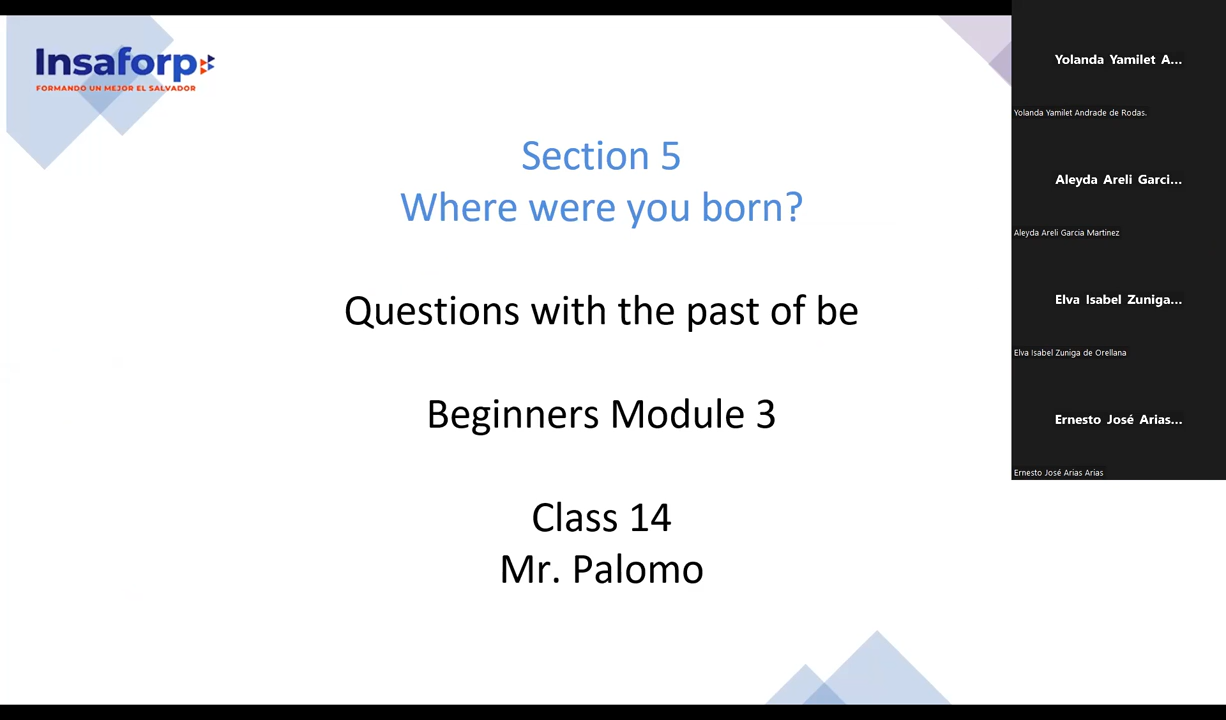 Insaforp
FORMANDO UN MEJOR EL SALVADOR
Section 5
Where were you born?
Questions with the past of be
Beginners Module 3
Class 14
Mr. Palomo
Yolanda Yamilet A...
Yolanda Yamilet Andrade de Rodas.
Aleyda Areli Garci...
Aleyda Areli Garcia Martinez
Elva Isabel Zuniga...
Elva Isabel Zuniga de Orellana
Ernesto José Arias...
Ernesto José Arias Arias